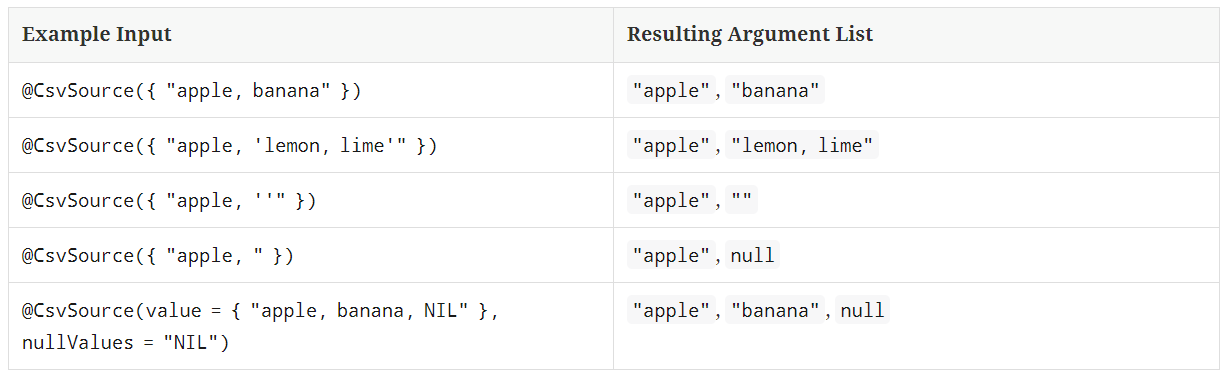 Example Input Resulting Argument List
@CsvSource({ "apple, banana" }) "apple", "banana"
@CsvSource({ "apple, 'lemon, lime'" }) "apple", "lemon, lime"
@CsvSource({ "apple, ''" }) "apple", ""
@CsvSource({ "apple, " }) "apple", null
@CsvSource(value = { "apple, banana, NIL" }, "apple", "banana", null
nullValues = "NIL")